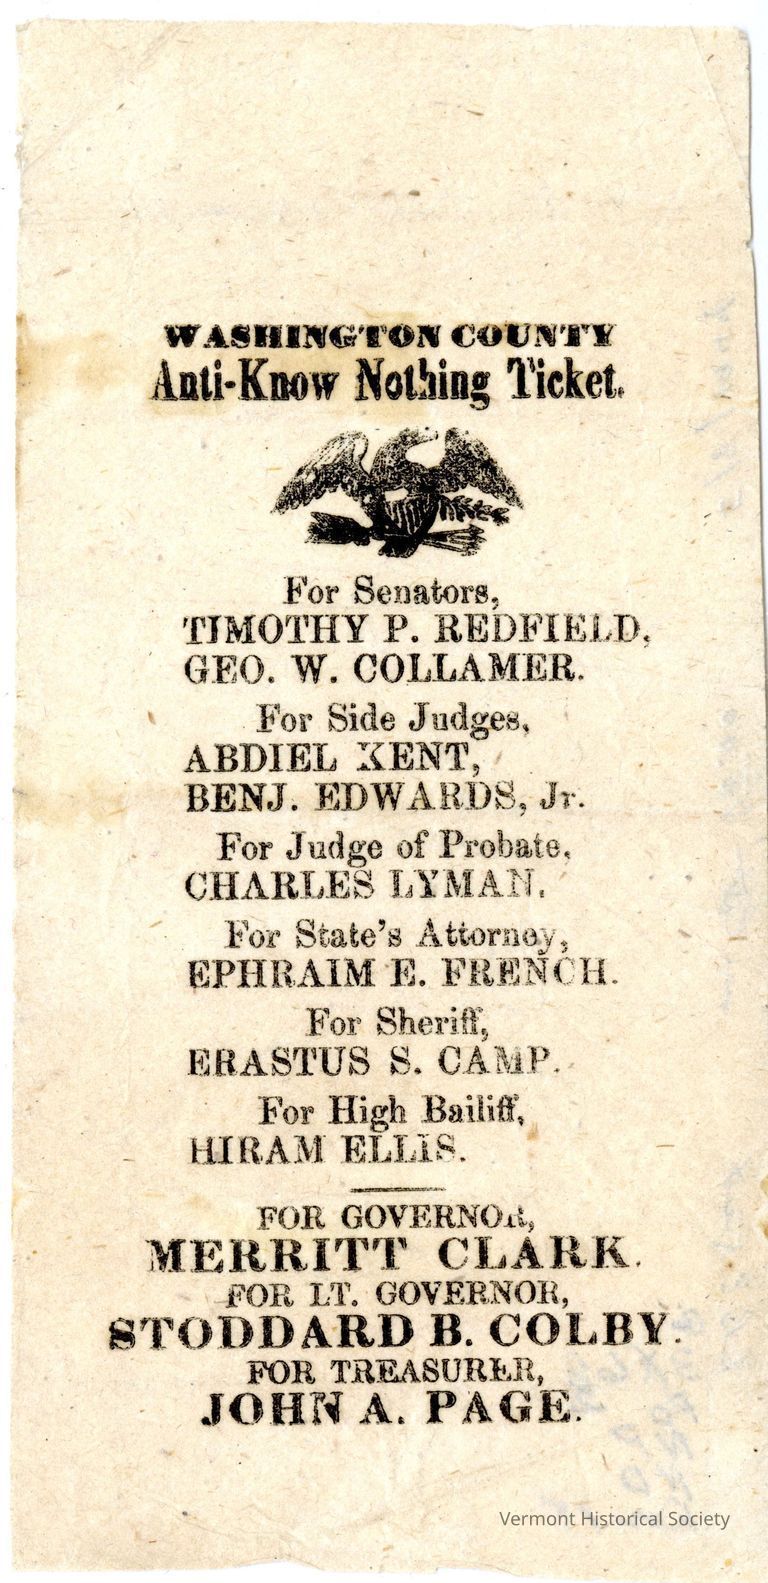 WASHINGTON COUNTY
Anti-Know Nothing Ticket.
For Senators,
TIMOTHY P. REDFIELD,
GEO. W. COLLAMER.
For Side Judges,
ABDIEL KENT,
BENJ. EDWARDS, Jr.
For Judge of Probate,
CHARLES LYMAN.
For State's Attorney,
EPHRAIM E. FRENCH.
For Sheriff,
ERASTUS S. CAMP.
For High Bailiff,
HIRAM ELLIS.
FOR GOVERNOR,
MERRITT CLARK.
FOR LT. GOVERNOR,
STODDARD B. COLBY.
FOR TREASURER,
JOHN A. PAGE.
Vermont Historical Society